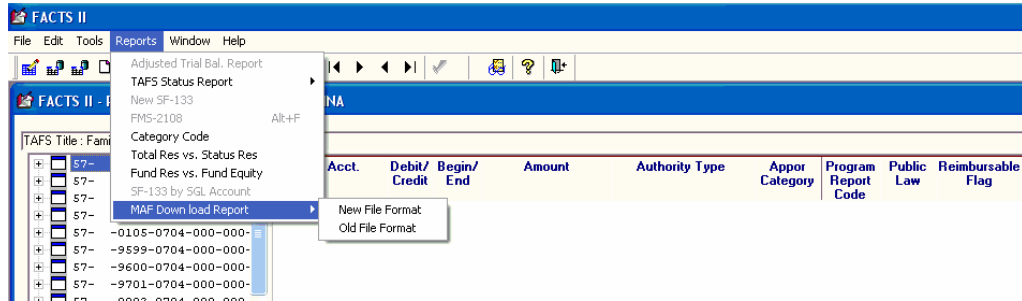 FACTS II
File Edit Tools Reports Window Help
Adjusted Trial Bal. Report
TAFS Status Report
FACTS II - NA
New SF-133
FMS-2108 Alt+F
Category Code
TAFS Title : Fami
Total Res vs. Status Res
Fund Res vs. Fund Equity
SF-133 by SGL Account
MAF Down load Report
New File Format
Old File Format
Acct. Debit/ Begin/ Amount Authority Type Appor Program Public Reimbursable
Credit End Category Report Law Flag
Code
57-
57-
57-
57-
57- -0105-0704-000-000-
57- -9599-0704-000-000-
57- -9600-0704-000-000-
57- -9701-0704-000-000-